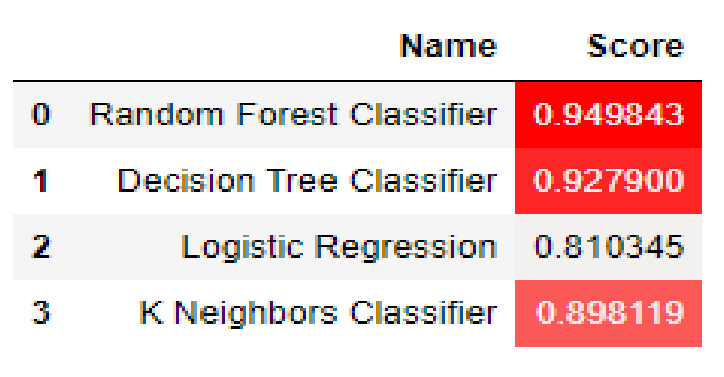 Name Score
0 Random Forest Classifier 0.949843
1 Decision Tree Classifier 0.927900
2 Logistic Regression 0.810345
3 K Neighbors Classifier 0.898119